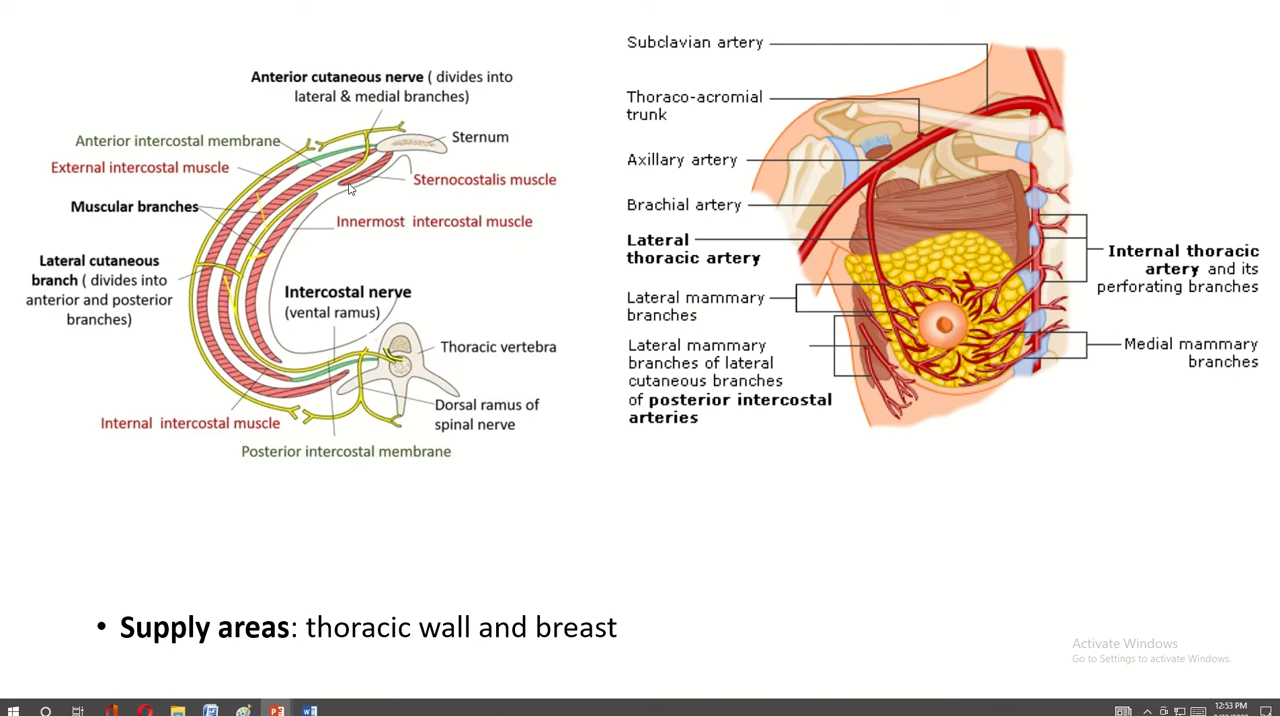 Anterior cutaneous nerve ( divides into
lateral & medial branches)
Anterior intercostal membrane
Sternum
External intercostal muscle
Sternocostalis muscle
Muscular branches
Innermost intercostal muscle
Lateral cutaneous
branch ( divides into
anterior and posterior
branches)
Intercostal nerve
(vental ramus)
Thoracic vertebra
Dorsal ramus of
spinal nerve
Internal intercostal muscle
Posterior intercostal membrane
Subclavian artery
Thoraco-acromial
trunk
Axillary artery
Brachial artery
Lateral
thoracic artery
Lateral mammary
branches
Lateral mammary
branches of lateral
cutaneous branches
of posterior intercostal
arteries
Internal thoracic
artery and its
perforating branches
Medial mammary
branches
• Supply areas: thoracic wall and breast
Activate Windows
Go to Settings to activate Windows.
12:53 PM